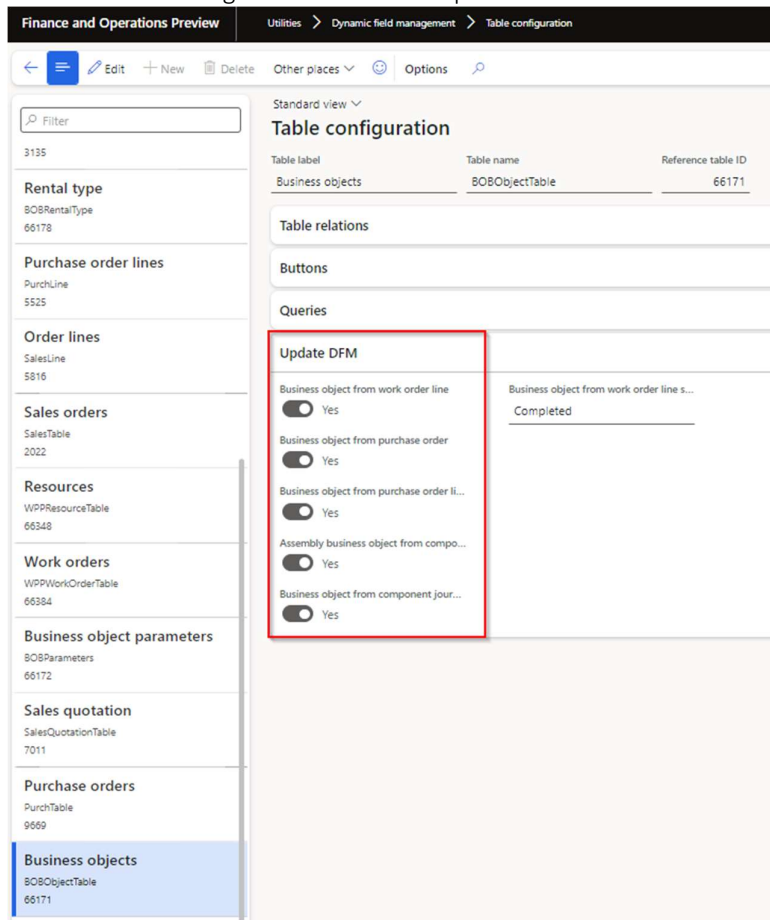 Finance and Operations Preview
Utilities > Dynamic field management > Table configuration
Edit
New
Delete
Other places
Options
Filter
3135
Rental type
BOBRentalType
66178
Purchase order lines
PurchLine
5525
Order lines
SalesLine
5816
Sales orders
SalesTable
2022
Resources
WPPResourceTable
66348
Work orders
WPPWorkOrderTable
66384
Business object parameters
BOBParameters
66172
Sales quotation
SalesQuotationTable
7011
Purchase orders
PurchTable
9669
Business objects
BOBObjectTable
66171
Standard view
Table configuration
Table label
Table name
Reference table ID
Business objects
BOBObjectTable
66171
Table relations
Buttons
Queries
Update DFM
Business object from work order line
Yes
Business object from work order line s...
Completed
Business object from purchase order
Yes
Business object from purchase order li...
Yes
Assembly business object from compo...
Yes
Business object from component jour...
Yes